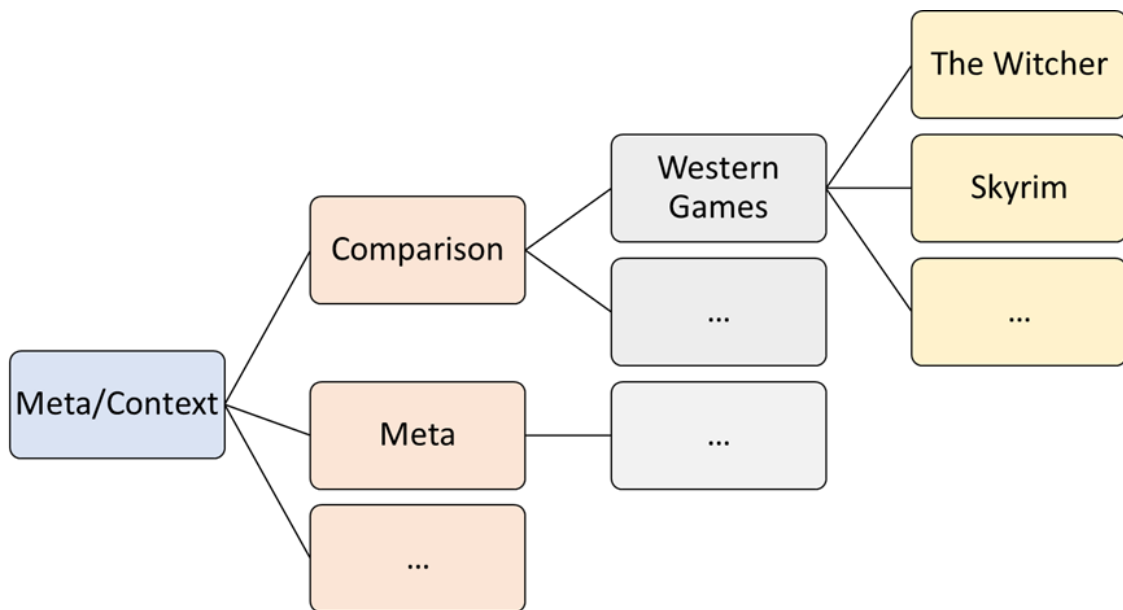 The Witcher
Western
Games
Skyrim
Comparison
...
...
Meta/Context
Meta
...
...